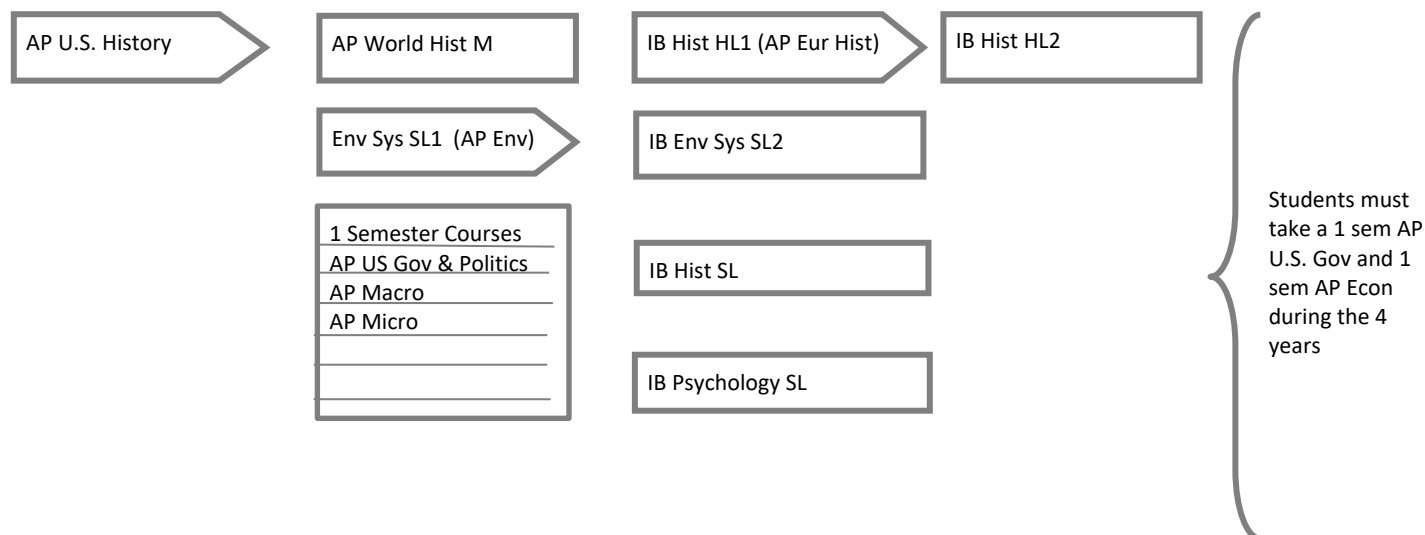 AP U.S. History
AP World Hist M
IB Hist HL1 (AP Eur Hist)
IB Hist HL2
Env Sys SL1  (AP Env)
IB Env Sys SL2
1 Semester Courses
AP US Gov & Politics
AP Macro
AP Micro
IB Hist SL
IB Psychology SL
Students must
take a 1 sem AP
U.S. Gov and 1
sem AP Econ
during the 4
years